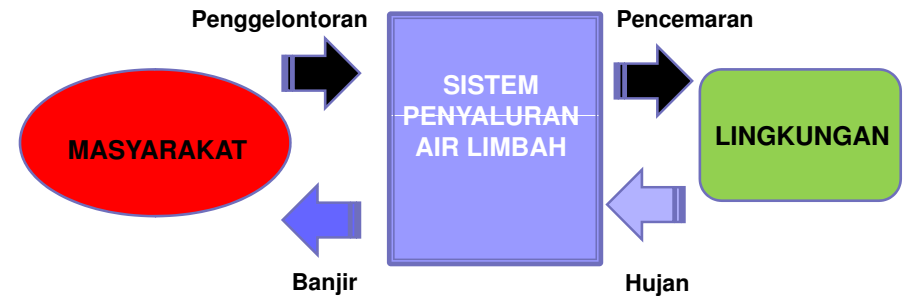 Penggelontoran
Pencemaran
MASYARAKAT
SISTEM
PENYALURAN
AIR LIMBAH
LINGKUNGAN
Banjir
Hujan